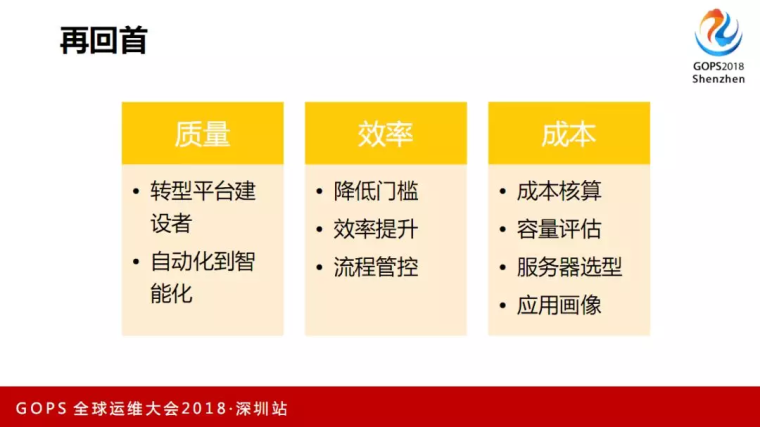 再回首
GOPS2018
Shenzhen
质量
• 转型平台建
设者
• 自动化到智
能化
效率
• 降低门槛
• 效率提升
• 流程管控
成本
• 成本核算
• 容量评估
• 服务器选型
• 应用画像
GOPS 全球运维大会2018·深圳站